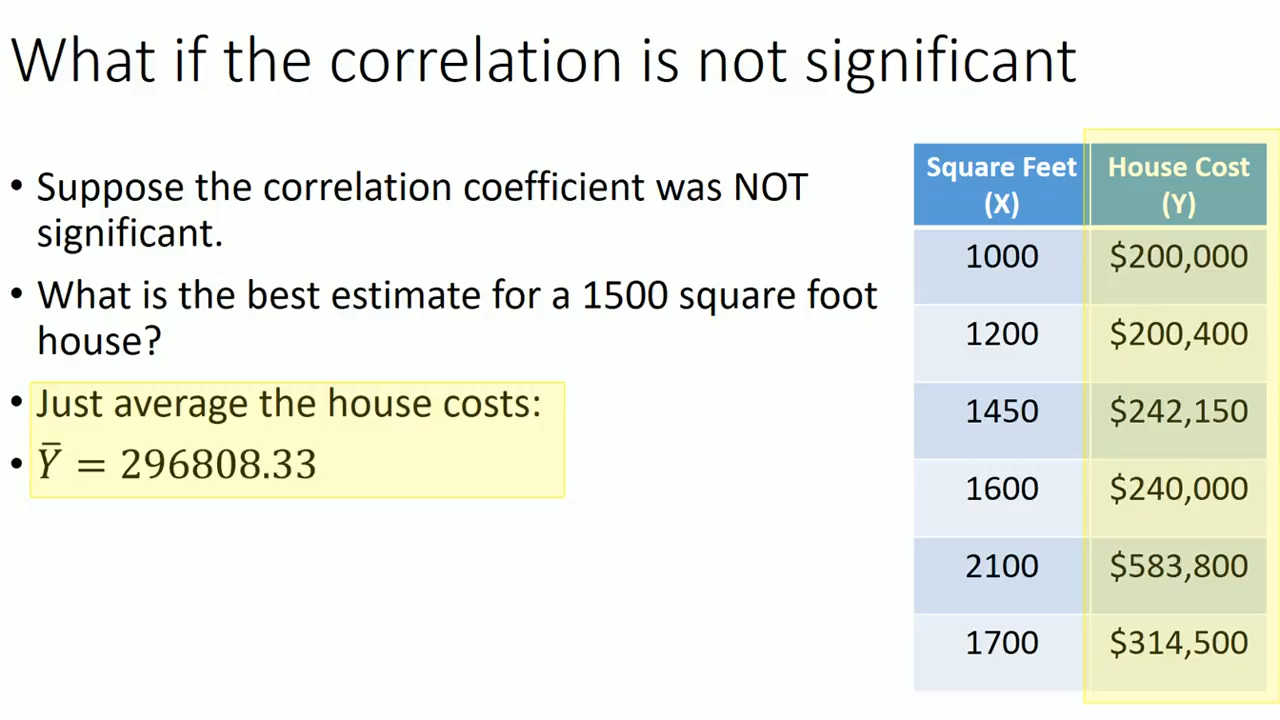 What if the correlation is not significant
• Suppose the correlation coefficient was NOT
significant.
• What is the best estimate for a 1500 square foot
house?
• Just average the house costs:
• Ȳ = 296808.33
Square Feet (X) House Cost (Y)
1000 $200,000
1200 $200,400
1450 $242,150
1600 $240,000
2100 $583,800
1700 $314,500